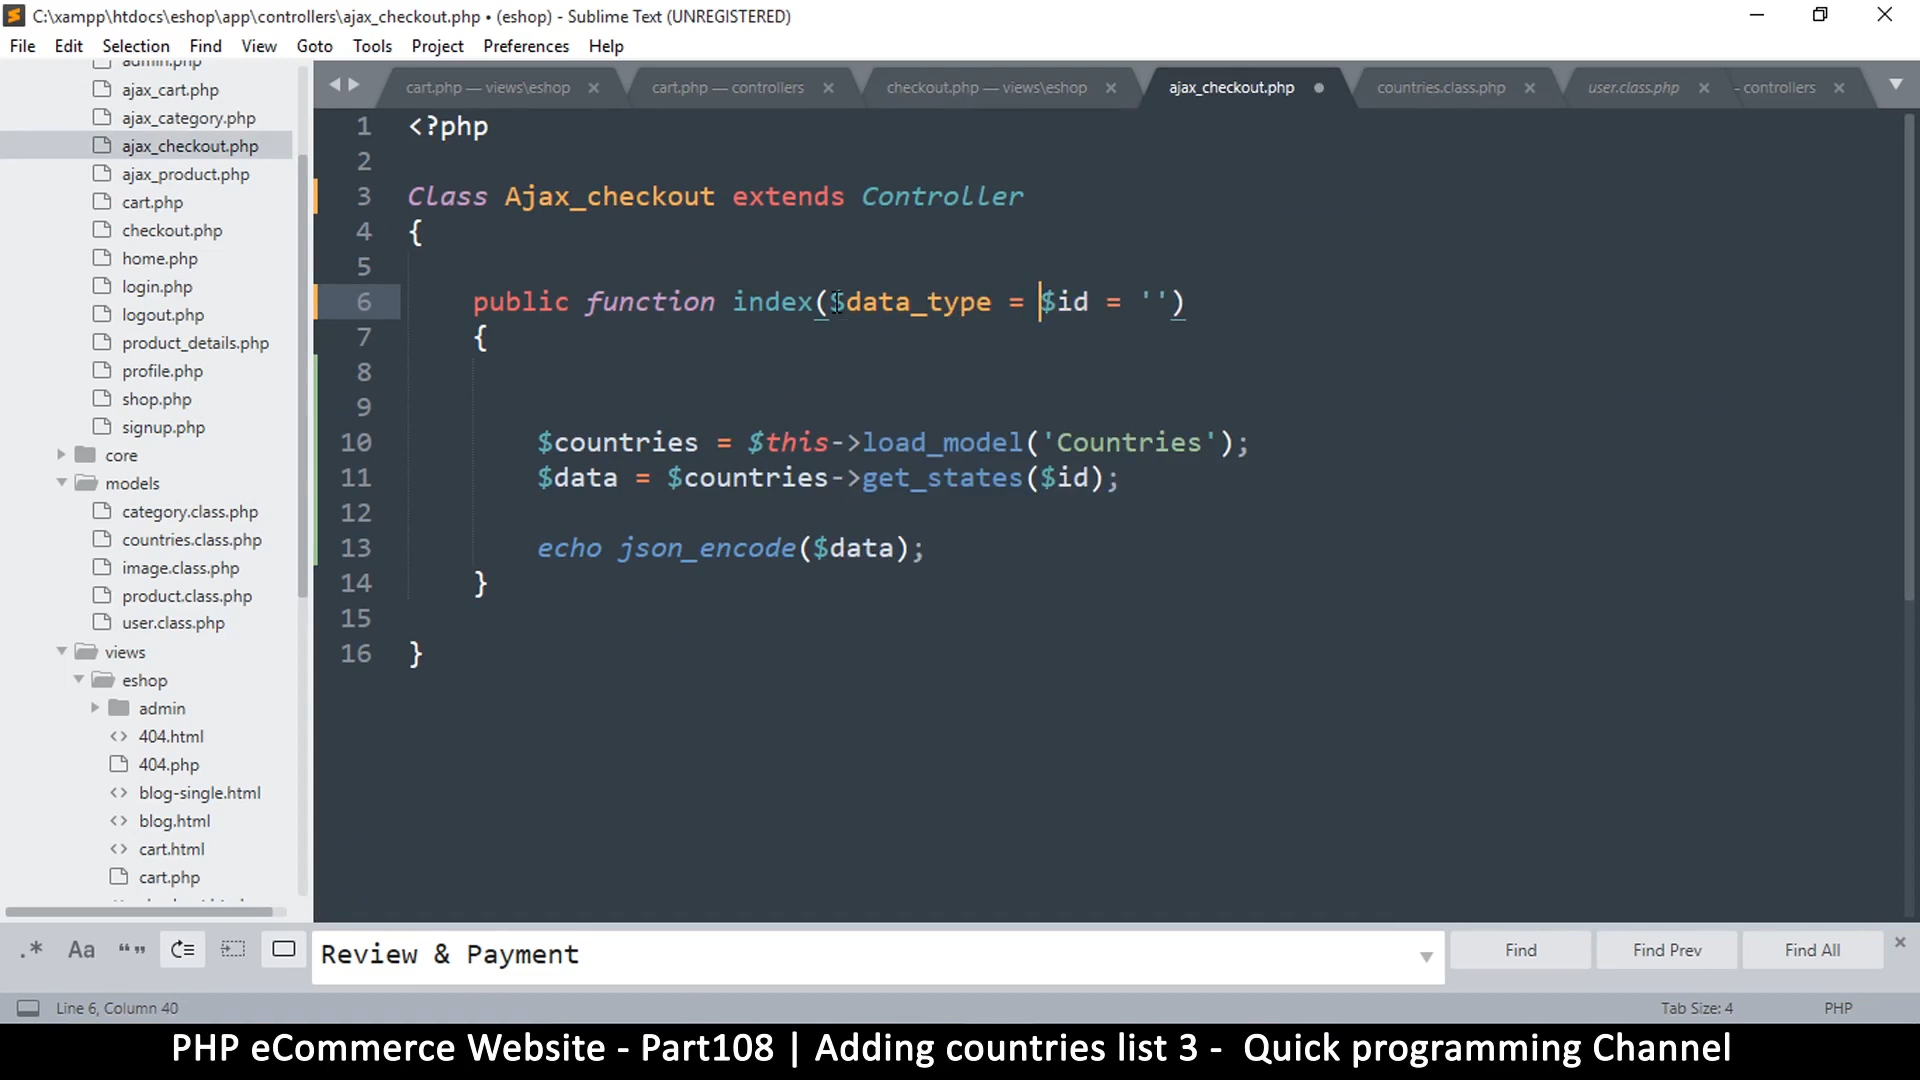 C:\xampp\htdocs\eshop\app\controllers\ajax_checkout.php • (eshop) - Sublime Text (UNREGISTERED)
File Edit Selection Find View Goto Tools Project Preferences Help
cart.php — views\eshop cart.php — controllers checkout.php — views\eshop ajax_checkout.php countries.class.php user.class.php - controllers
admin.php
ajax_cart.php
ajax_category.php
ajax_checkout.php
ajax_product.php
cart.php
checkout.php
home.php
login.php
logout.php
product_details.php
profile.php
shop.php
signup.php
core
models
category.class.php
countries.class.php
image.class.php
product.class.php
user.class.php
views
eshop
admin
404.html
404.php
blog-single.html
blog.html
cart.html
cart.php
1 <?php
2
3 Class Ajax_checkout extends Controller
4 {
5
6 public function index($data_type = $id = '')
7 {
8
9
10 $countries = $this->load_model('Countries');
11 $data = $countries->get_states($id);
12
13 echo json_encode($data);
14 }
15
16 }
.* Aa “” Review & Payment Find Find Prev Find All
Line 6, Column 40 Tab Size: 4 PHP
PHP eCommerce Website - Part108 | Adding countries list 3 - Quick programming Channel